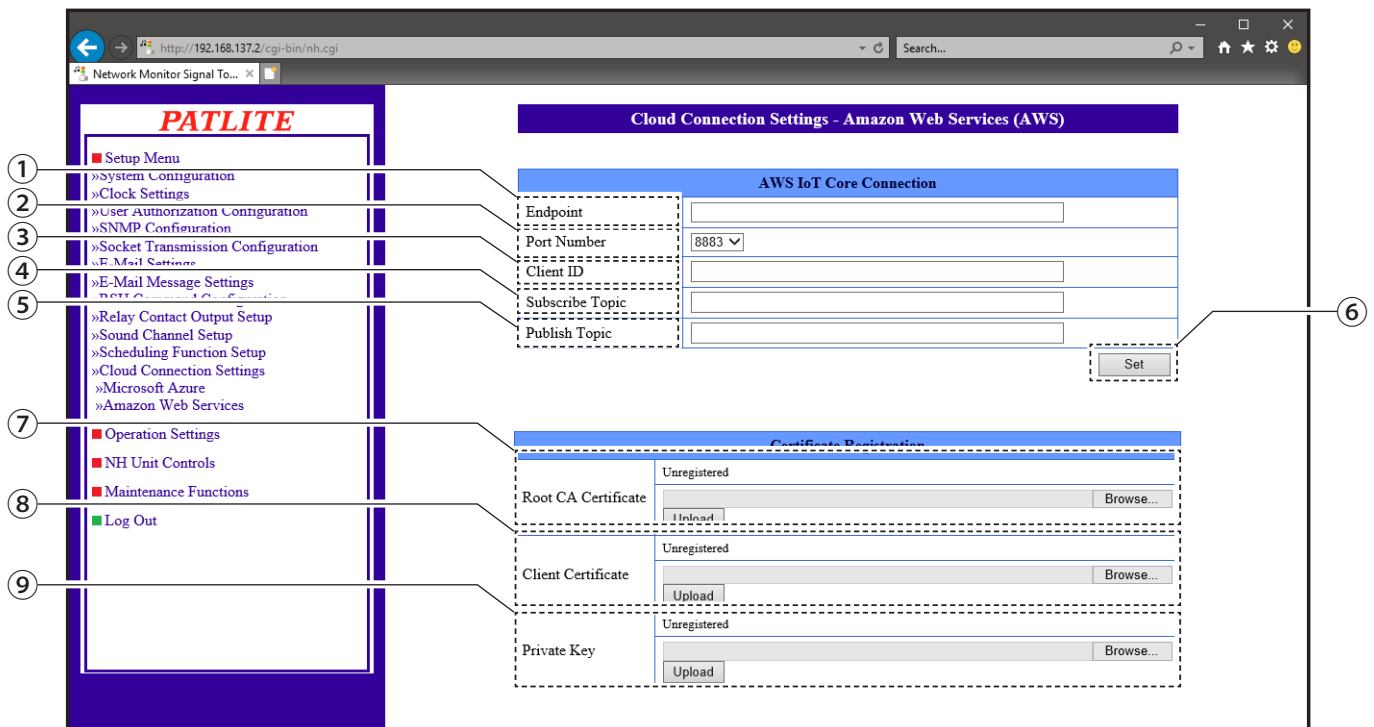 http://192.168.137.2/cgi-bin/nh.cgi
Search...
Network Monitor Signal To...
PATLITE
Setup Menu
»System Configuration
»Clock Settings
»User Authorization Configuration
»SNMP Configuration
»Socket Transmission Configuration
»E-Mail Settings
»E-Mail Message Settings
»RSH Command Configuration
»Relay Contact Output Setup
»Sound Channel Setup
»Scheduling Function Setup
»Cloud Connection Settings
»Microsoft Azure
»Amazon Web Services
Operation Settings
NH Unit Controls
Maintenance Functions
Log Out
Cloud Connection Settings - Amazon Web Services (AWS)
AWS IoT Core Connection
① Endpoint
② Port Number 8883
③ Client ID
④ Subscribe Topic
⑤ Publish Topic
⑥ Set
Certificate Registration
⑦ Root CA Certificate
Unregistered
Browse...
Upload
⑧ Client Certificate
Unregistered
Browse...
Upload
⑨ Private Key
Unregistered
Browse...
Upload